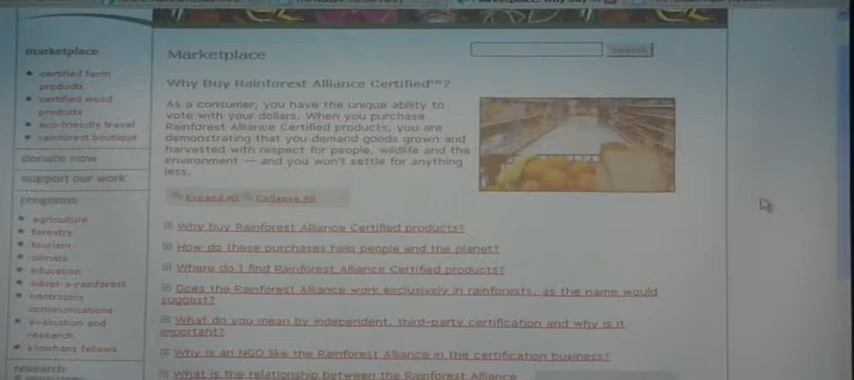 marketplace
certified farm
products
certified wood
products
eco-friendly travel
rainforest boutique
donate now
support our work
programs
agriculture
forestry
tourism
climate
education
adopt-a-rainforest
neotropics
communications
evaluation and
research
kleinhans fellows
research
Marketplace
search
Why Buy Rainforest Alliance Certified™?
As a consumer, you have the unique ability to
vote with your dollars. When you purchase
Rainforest Alliance Certified products, you are
demonstrating that you demand goods grown and
harvested with respect for people, wildlife and the
environment — and you won't settle for anything
less.
Expand All Collapse All
Why buy Rainforest Alliance Certified products?
How do these purchases help people and the planet?
Where do I find Rainforest Alliance Certified products?
Does the Rainforest Alliance work exclusively in rainforests, as the name would
suggest?
What do you mean by independent, third-party certification and why is it
important?
Why is an NGO like the Rainforest Alliance in the certification business?
What is the relationship between the Rainforest Alliance